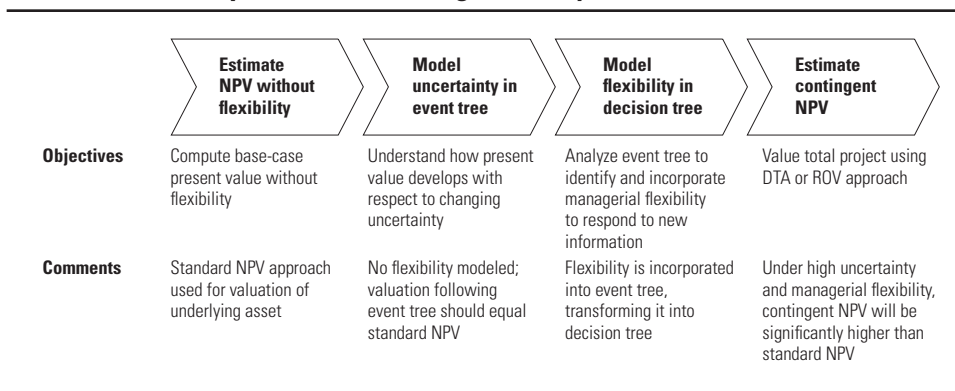 Estimate
NPV without
flexibility
Model
uncertainty in
event tree
Model
flexibility in
decision tree
Estimate
contingent
NPV
Objectives
Compute base-case
present value without
flexibility
Understand how present
value develops with
respect to changing
uncertainty
Analyze event tree to
identify and incorporate
managerial flexibility
to respond to new
information
Value total project using
DTA or ROV approach
Comments
Standard NPV approach
used for valuation of
underlying asset
No flexibility modeled;
valuation following
event tree should equal
standard NPV
Flexibility is incorporated
into event tree,
transforming it into
decision tree
Under high uncertainty
and managerial flexibility,
contingent NPV will be
significantly higher than
standard NPV